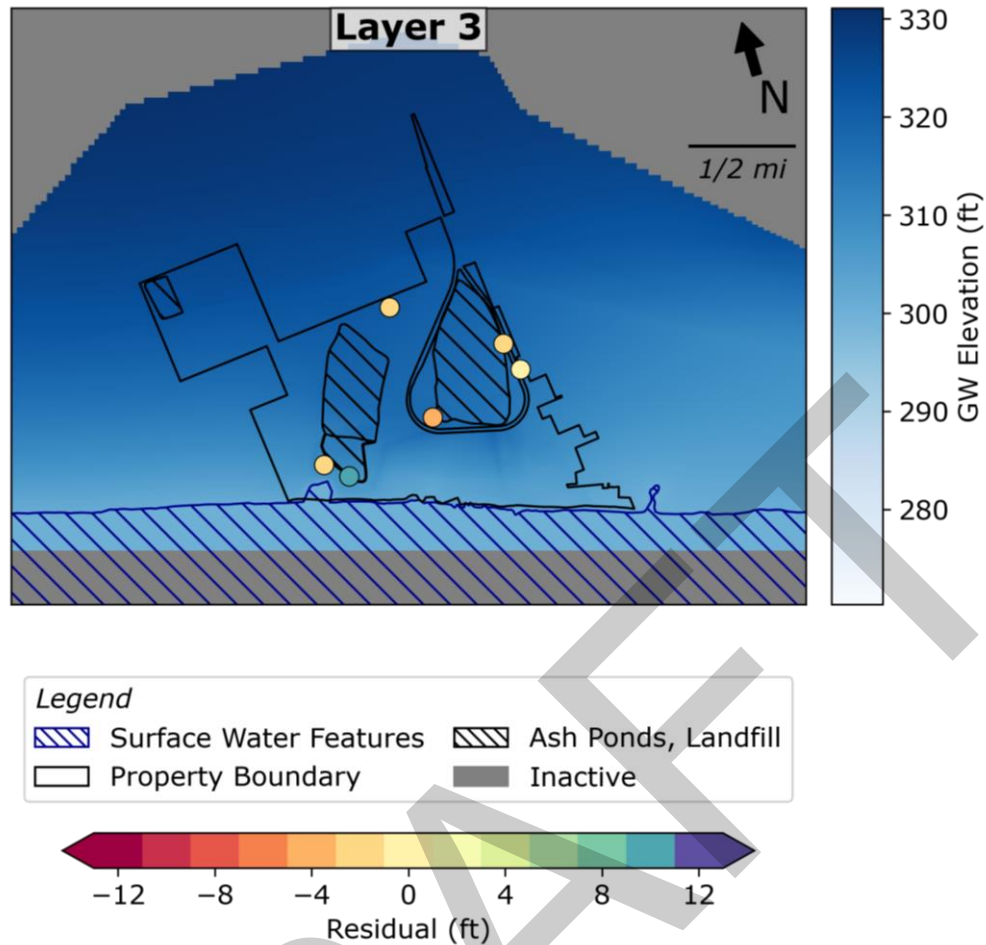 Layer 3
N
1/2 mi
330
320
310
300
290
280
GW Elevation (ft)
Legend
Surface Water Features
Ash Ponds, Landfill
Property Boundary
Inactive
−12 −8 −4 0 4 8 12
Residual (ft)
DRAFT